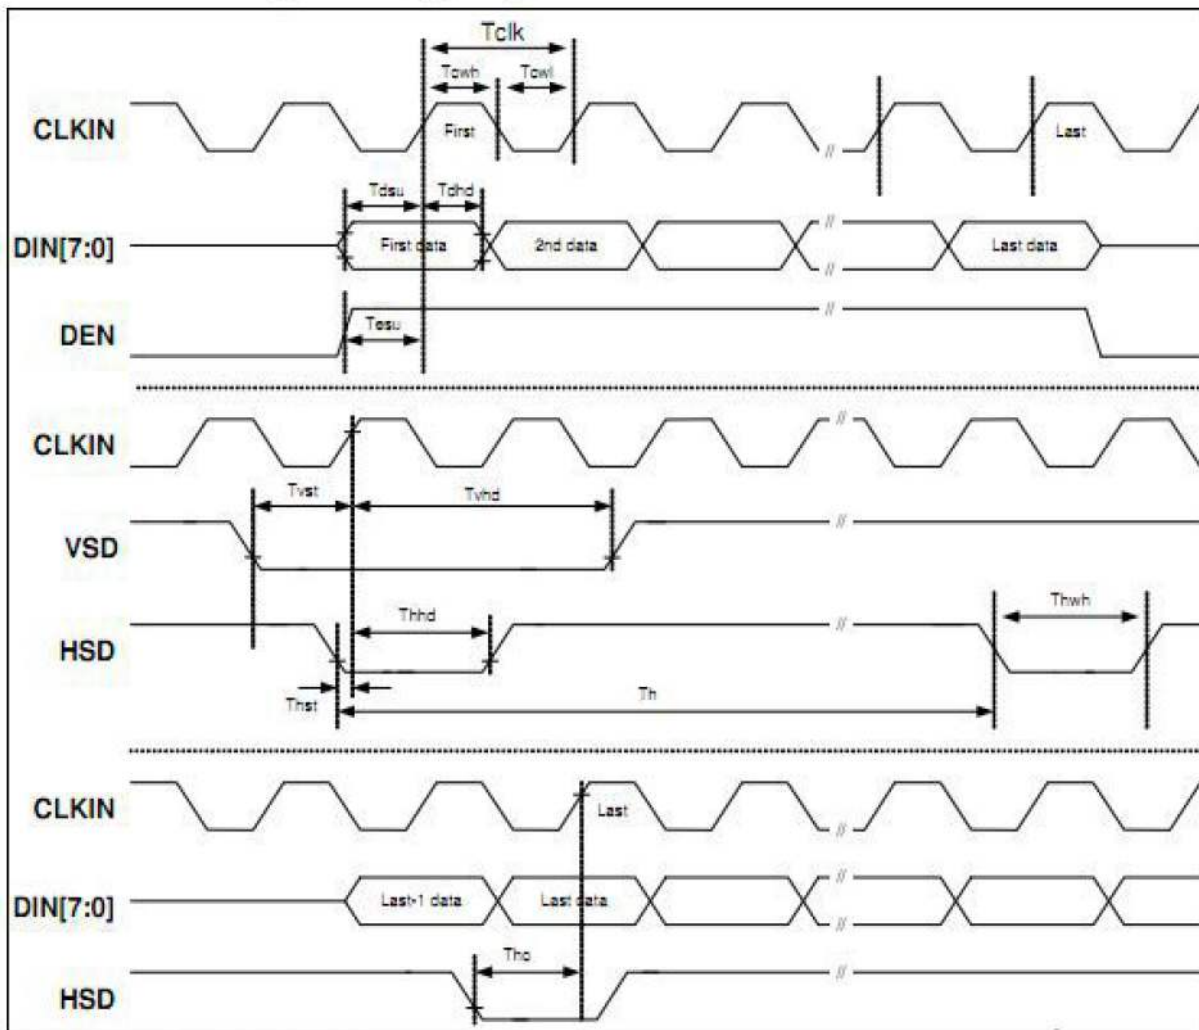 Tclk
Tcwh Tcwl
CLKIN First // Last
Tdsu Tdhd
DIN[7:0] First data 2nd data // Last data
DEN Tesu //
CLKIN //
Tvst Tvhd
VSD //
Thhd Thwh
HSD //
Thst Th
CLKIN Last //
DIN[7:0] Last-1 data Last data //
Thc
HSD //